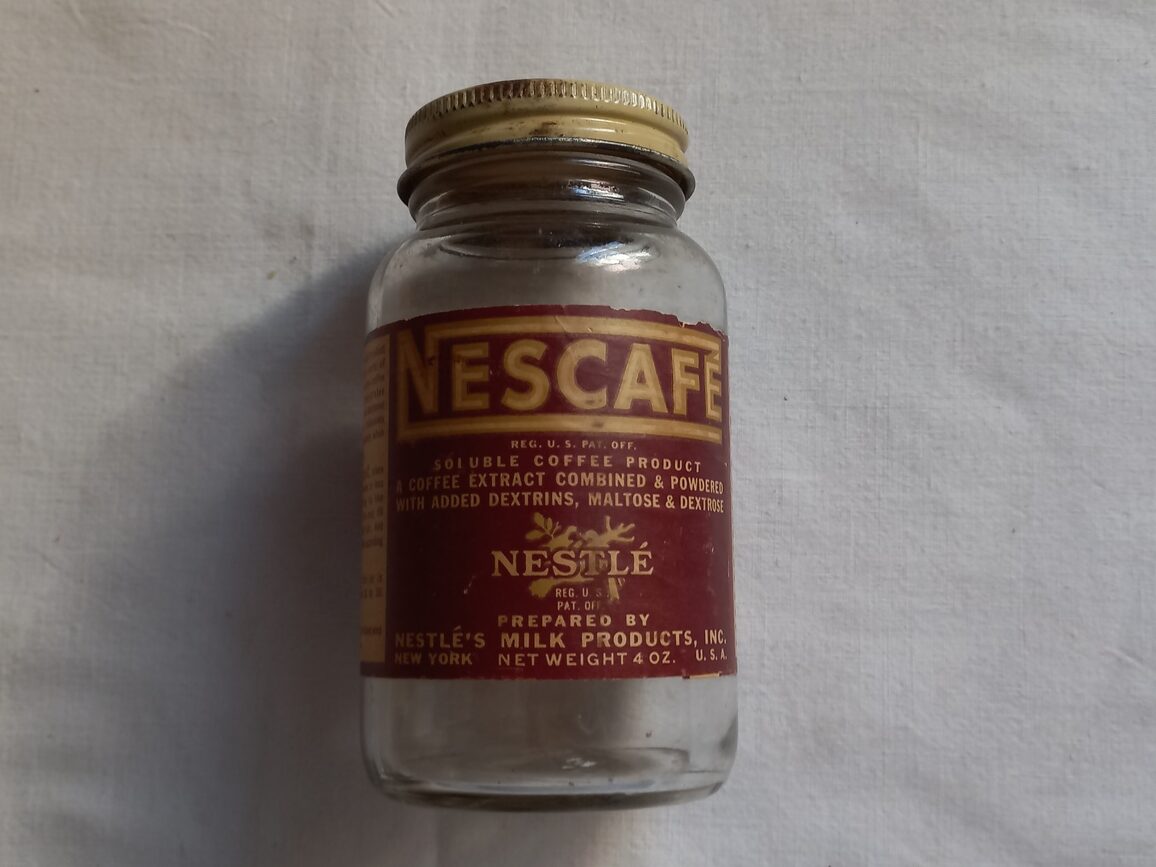 NESCAFÉ
REG. U. S. PAT. OFF.
SOLUBLE COFFEE PRODUCT
A COFFEE EXTRACT COMBINED & POWDERED
WITH ADDED DEXTRINS, MALTOSE & DEXTROSE
NESTLÉ
REG. U. S.
PAT. OFF.
PREPARED BY
NESTLÉ'S MILK PRODUCTS, INC.
NEW YORK NET WEIGHT 4 OZ. U. S. A.